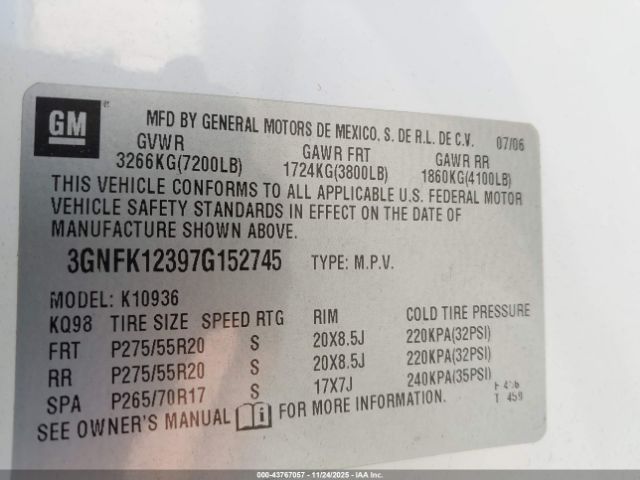 GM ®
MFD BY GENERAL MOTORS DE MEXICO, S. DE R.L. DE C.V. 07/06
GVWR GAWR FRT GAWR RR
3266KG(7200LB) 1724KG(3800LB) 1860KG(4100LB)
THIS VEHICLE CONFORMS TO ALL APPLICABLE U.S. FEDERAL MOTOR
VEHICLE SAFETY STANDARDS IN EFFECT ON THE DATE OF
MANUFACTURE SHOWN ABOVE.
3GNFK12397G152745 TYPE: M.P.V.
MODEL: K10936
KQ98 TIRE SIZE SPEED RTG RIM COLD TIRE PRESSURE
FRT P275/55R20 S 20X8.5J 220KPA(32PSI)
RR P275/55R20 S 20X8.5J 220KPA(32PSI)
SPA P265/70R17 S 17X7J 240KPA(35PSI)
SEE OWNER'S MANUAL FOR MORE INFORMATION.
T 459
000-43767057 - 11/24/2025 - IAAI.com